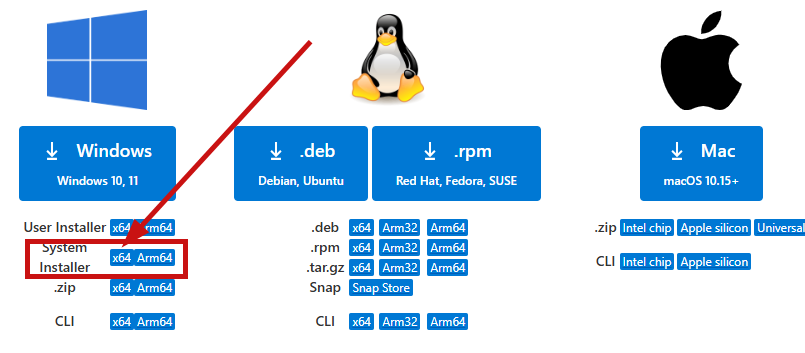 Windows
Windows 10, 11
.deb
Debian, Ubuntu
.rpm
Red Hat, Fedora, SUSE
Mac
macOS 10.15+
User Installer x64 Arm64
System
Installer x64 Arm64
.zip x64 Arm64
CLI x64 Arm64
.deb x64 Arm32 Arm64
.rpm x64 Arm32 Arm64
.tar.gz x64 Arm32 Arm64
Snap Snap Store
CLI x64 Arm32 Arm64
.zip Intel chip Apple silicon Universal
CLI Intel chip Apple silicon